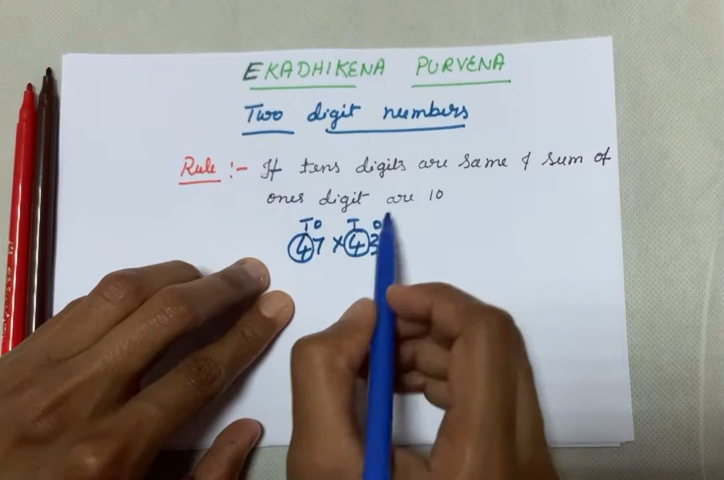 EKADHIKENA PURVENA
Two digit numbers
Rule :- If tens digits are same & sum of
ones digit are 10
T O T O
47 x 43